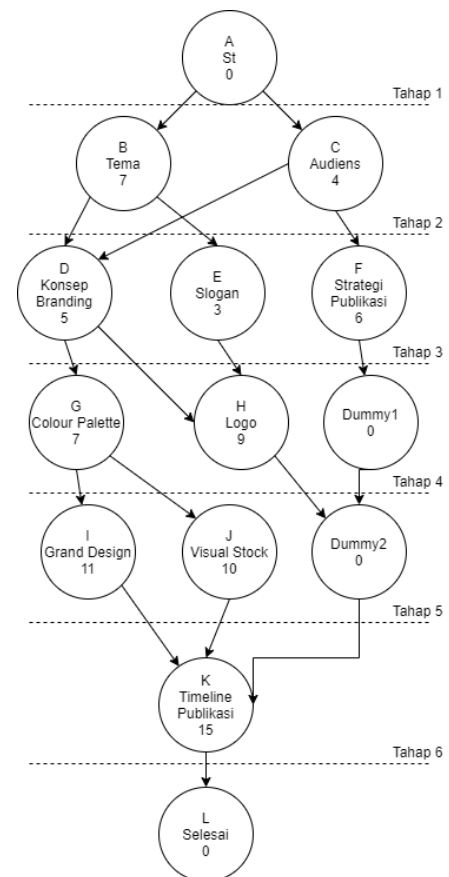 A
St
0
Tahap 1
B
Tema
7
C
Audiens
4
Tahap 2
D
Konsep
Branding
5
E
Slogan
3
F
Strategi
Publikasi
6
Tahap 3
G
Colour Palette
7
H
Logo
9
Dummy1
0
Tahap 4
I
Grand Design
11
J
Visual Stock
10
Dummy2
0
Tahap 5
K
Timeline
Publikasi
15
Tahap 6
L
Selesai
0